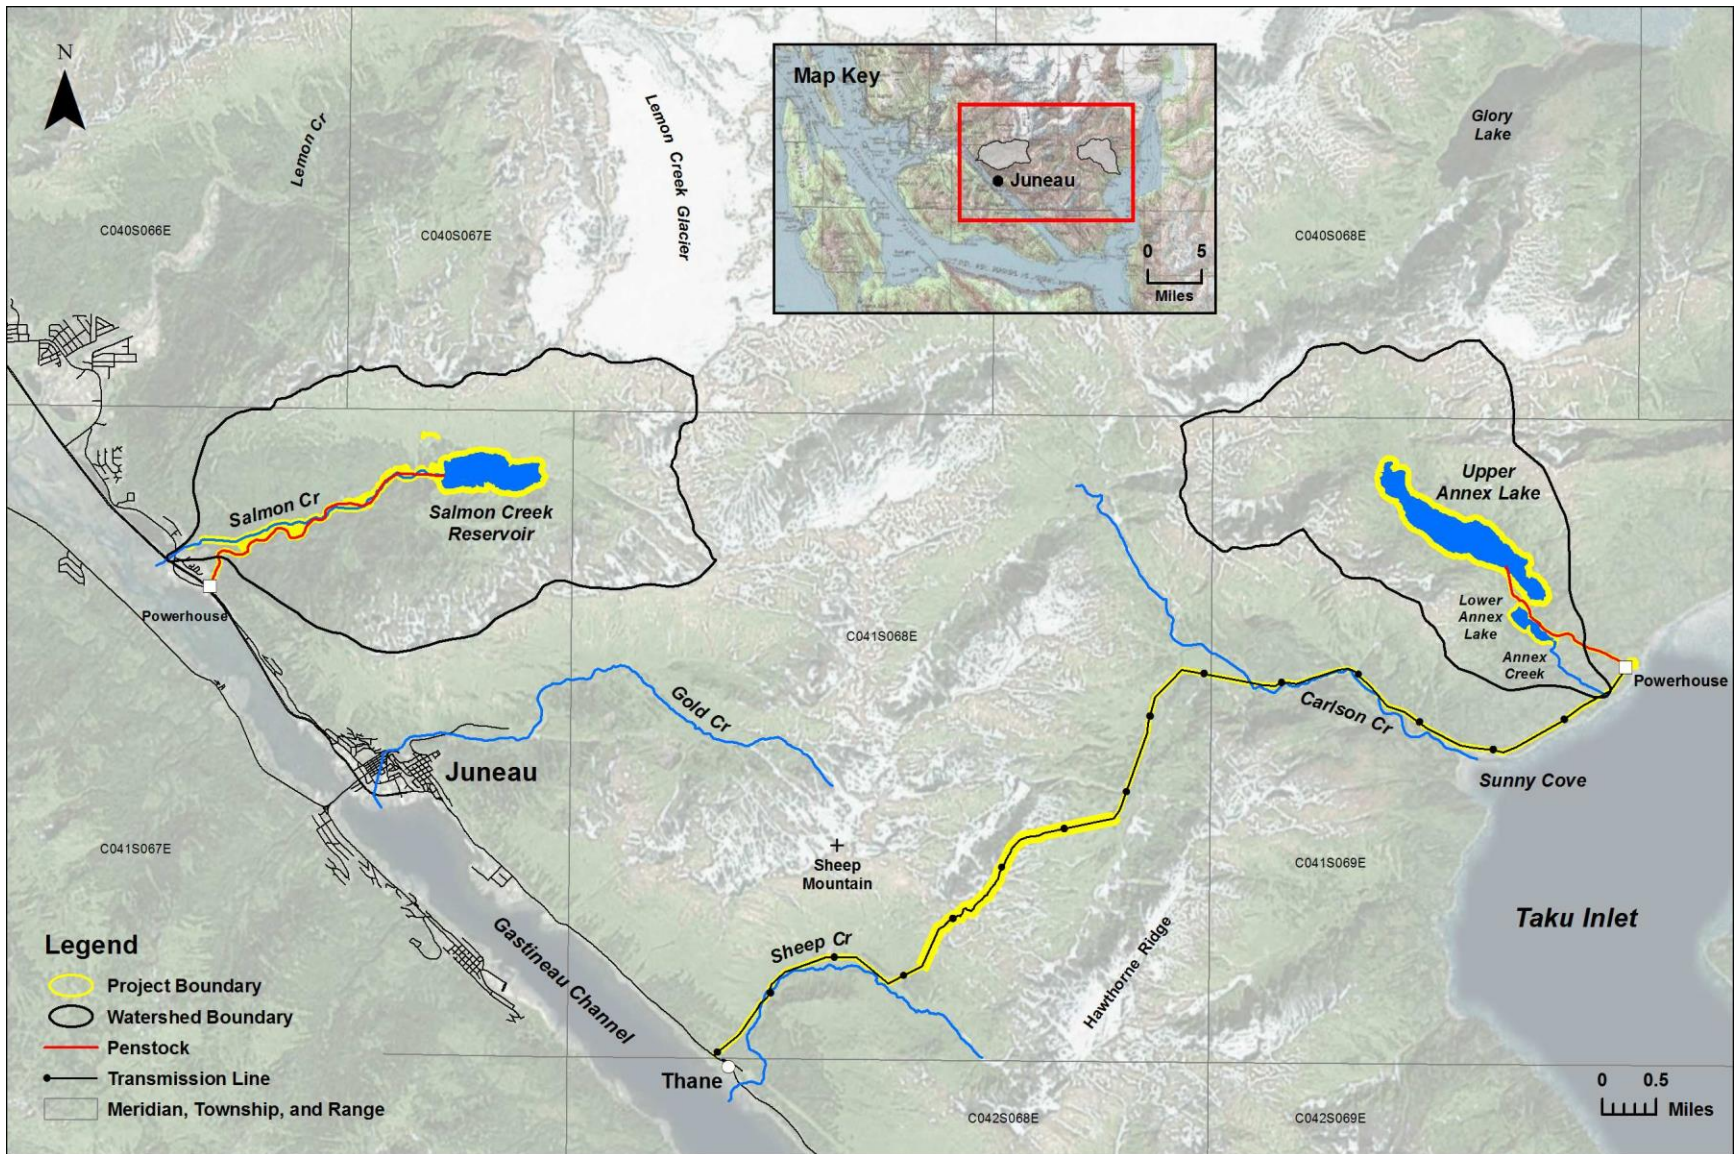 N
Map Key
Juneau
0 5
Miles
Lemon Cr
Lemon Creek Glacier
Glory
Lake
C040S066E
C040S067E
C040S068E
Salmon Cr
Salmon Creek
Reservoir
Upper
Annex Lake
Powerhouse
Lower
Annex
Lake
Annex
Creek
Powerhouse
C041S068E
Gold Cr
Carlson Cr
Juneau
Sunny Cove
C041S067E
Sheep
Mountain
C041S069E
Taku Inlet
Sheep Cr
Hawthorne Ridge
Gastineau Channel
Thane
C042S068E
C042S069E
Legend
Project Boundary
Watershed Boundary
Penstock
Transmission Line
Meridian, Township, and Range
0 0.5
Miles